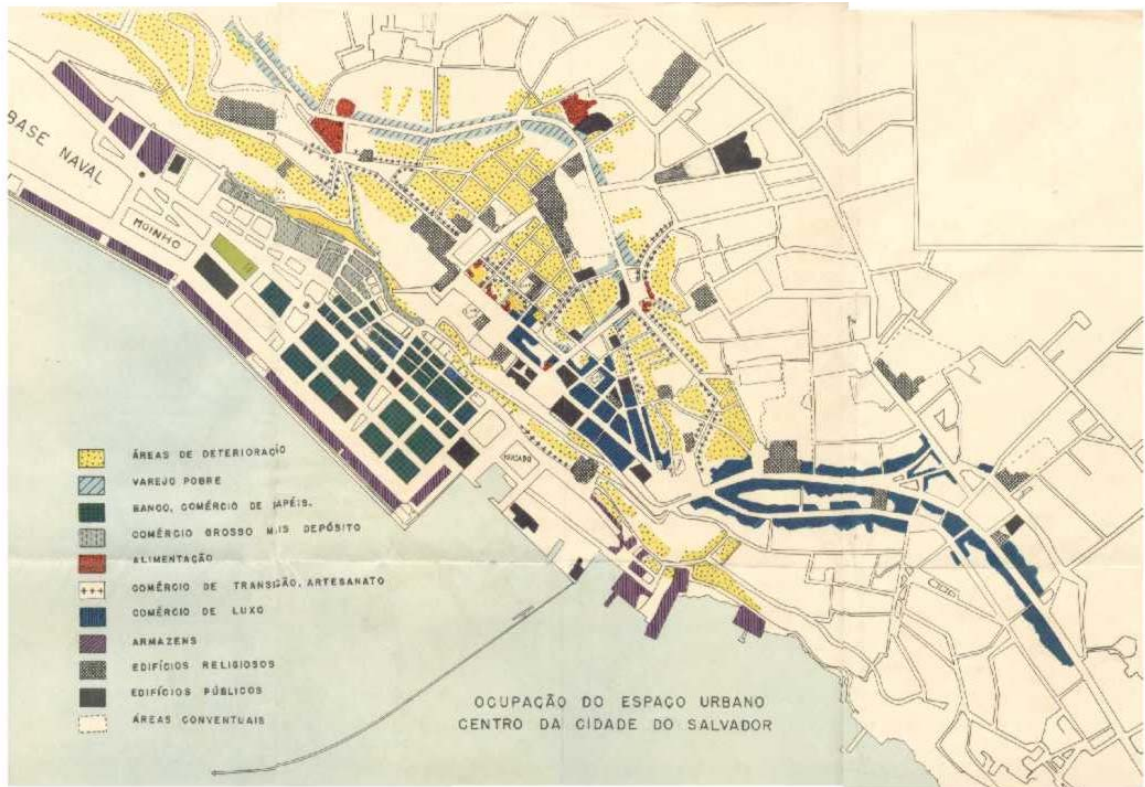 BASE NAVAL
MOINHO
MERCADO
ÁREAS DE DETERIORAÇÃO
VAREJO POBRE
BANCO, COMÉRCIO DE PAPÉIS.
COMÉRCIO GROSSO MAIS DEPÓSITO
ALIMENTAÇÃO
COMÉRCIO DE TRANSIÇÃO, ARTESANATO
COMÉRCIO DE LUXO
ARMAZENS
EDIFÍCIOS RELIGIOSOS
EDIFÍCIOS PÚBLICOS
ÁREAS CONVENTUAIS
OCUPAÇÃO DO ESPAÇO URBANO
CENTRO DA CIDADE DO SALVADOR